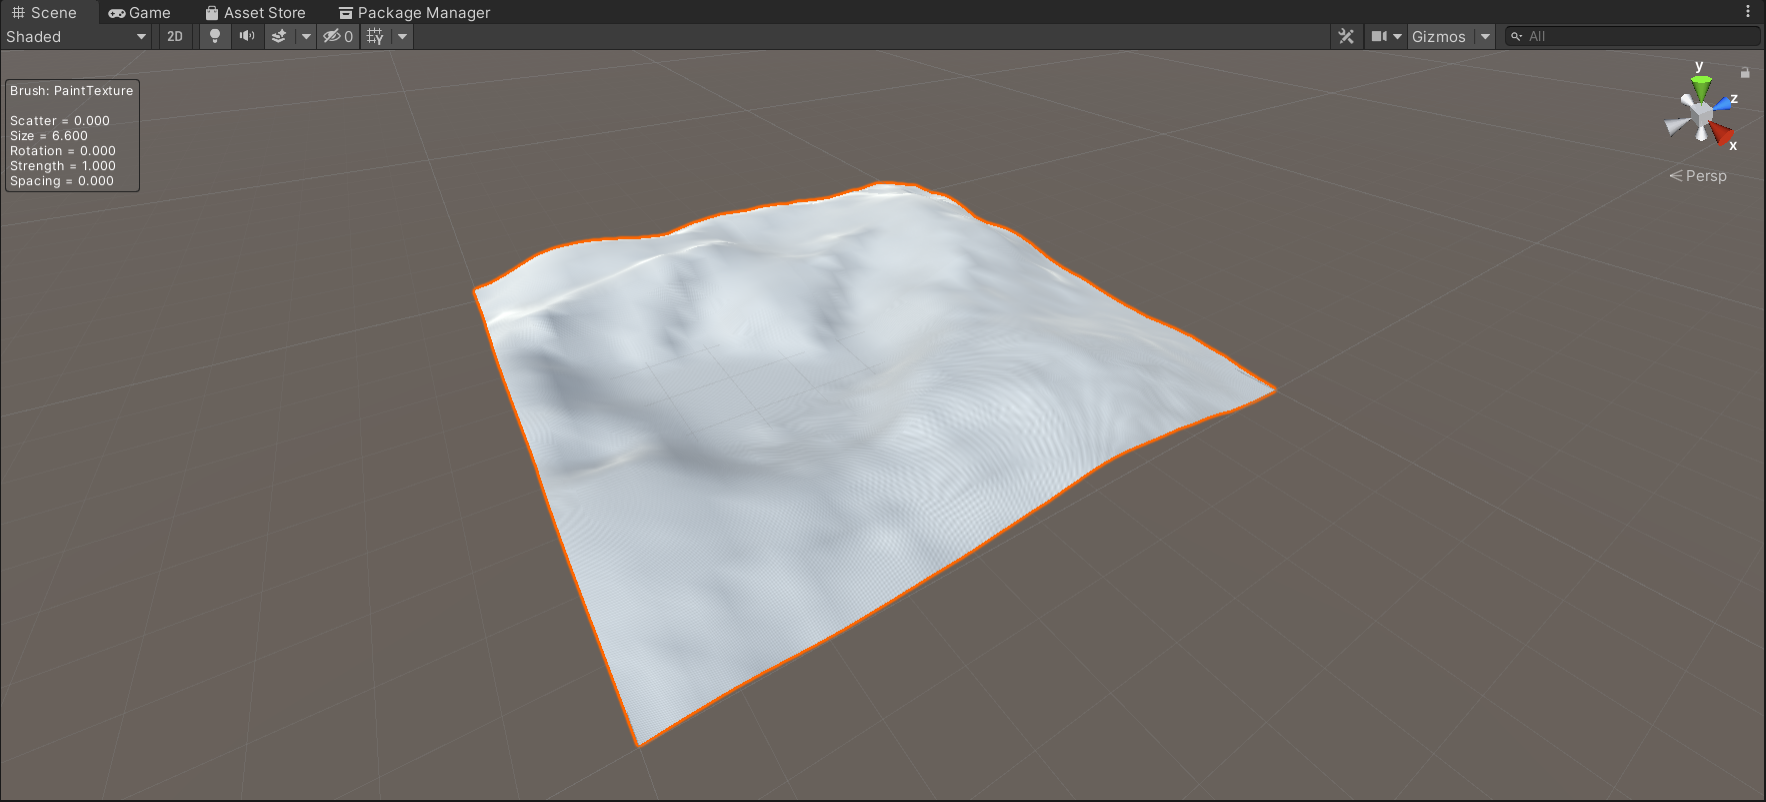 Scene Game Asset Store Package Manager
Shaded 2D 0 Gizmos All
Brush: PaintTexture
Scatter = 0.000
Size = 6.600
Rotation = 0.000
Strength = 1.000
Spacing = 0.000
y
z
x
Persp